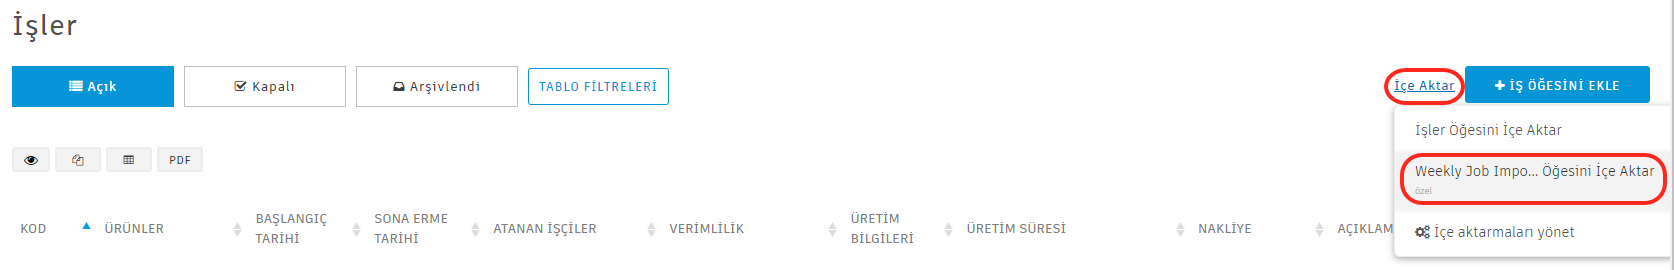 İşler
Açık
Kapalı
Arşivlendi
TABLO FİLTRELERİ
İçe Aktar
İŞ ÖĞESİNİ EKLE
İşler Öğesini İçe Aktar
PDF
Weekly Job Impo... Öğesini İçe Aktar
özel
KOD
ÜRÜNLER
BAŞLANGIÇ
TARİHİ
SONA ERME
TARİHİ
ATANAN İŞÇİLER
VERİMLİLİK
ÜRETİM
BİLGİLERİ
ÜRETİM SÜRESİ
NAKLİYE
AÇIKLAM
İçe aktarmaları yönet